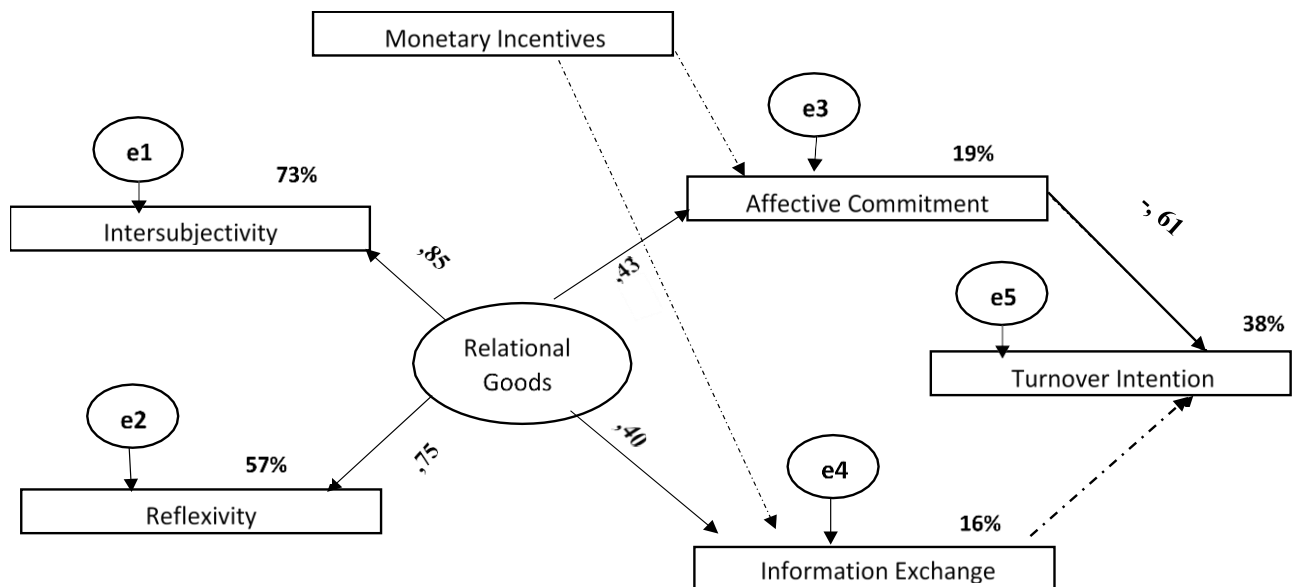 Monetary Incentives
e3
e1
19%
73%
Affective Commitment
-, 61
Intersubjectivity
,85
,43
e5
38%
Relational
Goods
Turnover Intention
e2
,40
,75
57%
e4
Reflexivity
16%
Information Exchange